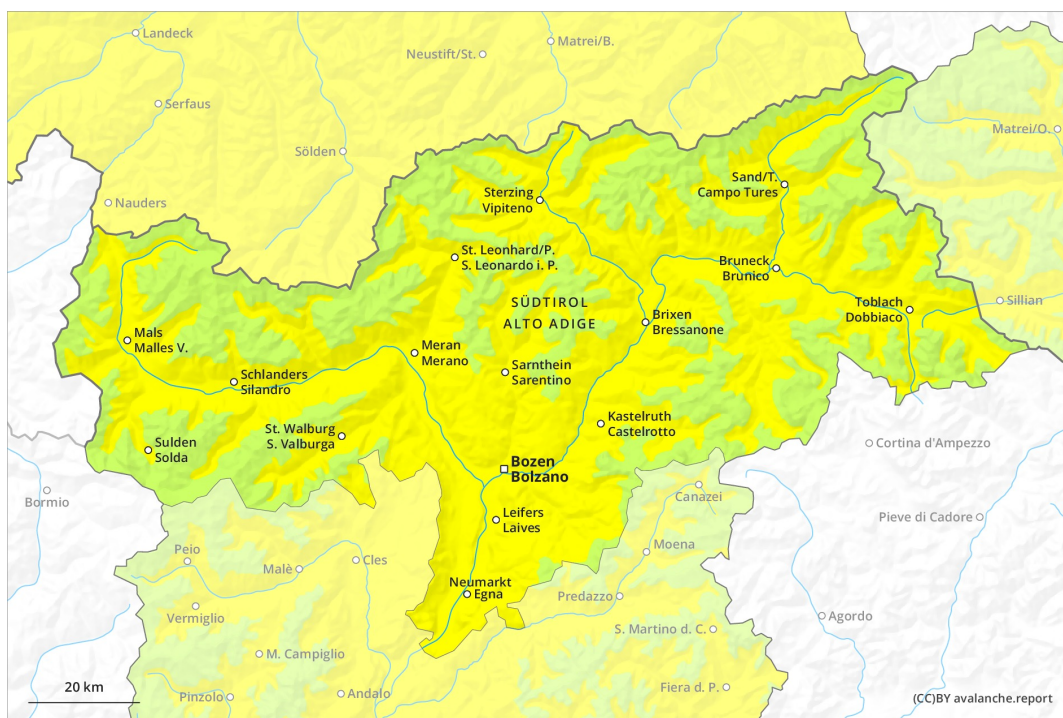 Landeck
Matrei/B.
Neustift/St.
Serfaus
Matrei/O.
Sölden
Sand/T.
Campo Tures
Sterzing
Vipiteno
Nauders
St. Leonhard/P.
S. Leonardo i. P.
Bruneck
Brunico
SÜDTIROL
ALTO ADIGE
Toblach
Dobbiaco
Sillian
Brixen
Bressanone
Mals
Malles V.
Meran
Merano
Sarnthein
Sarentino
Schlanders
Silandro
Kastelruth
Castelrotto
St. Walburg
S. Valburga
Sulden
Solda
Cortina d'Ampezzo
Bozen
Bolzano
Bormio
Canazei
Leifers
Laives
Pieve di Cadore
Peio
Moena
Cles
Malè
Neumarkt
Egna
Predazzo
Vermiglio
Agordo
S. Martino d. C.
M. Campiglio
20 km
Pinzolo
Andalo
Fiera d. P.
(CC)BY avalanche.report